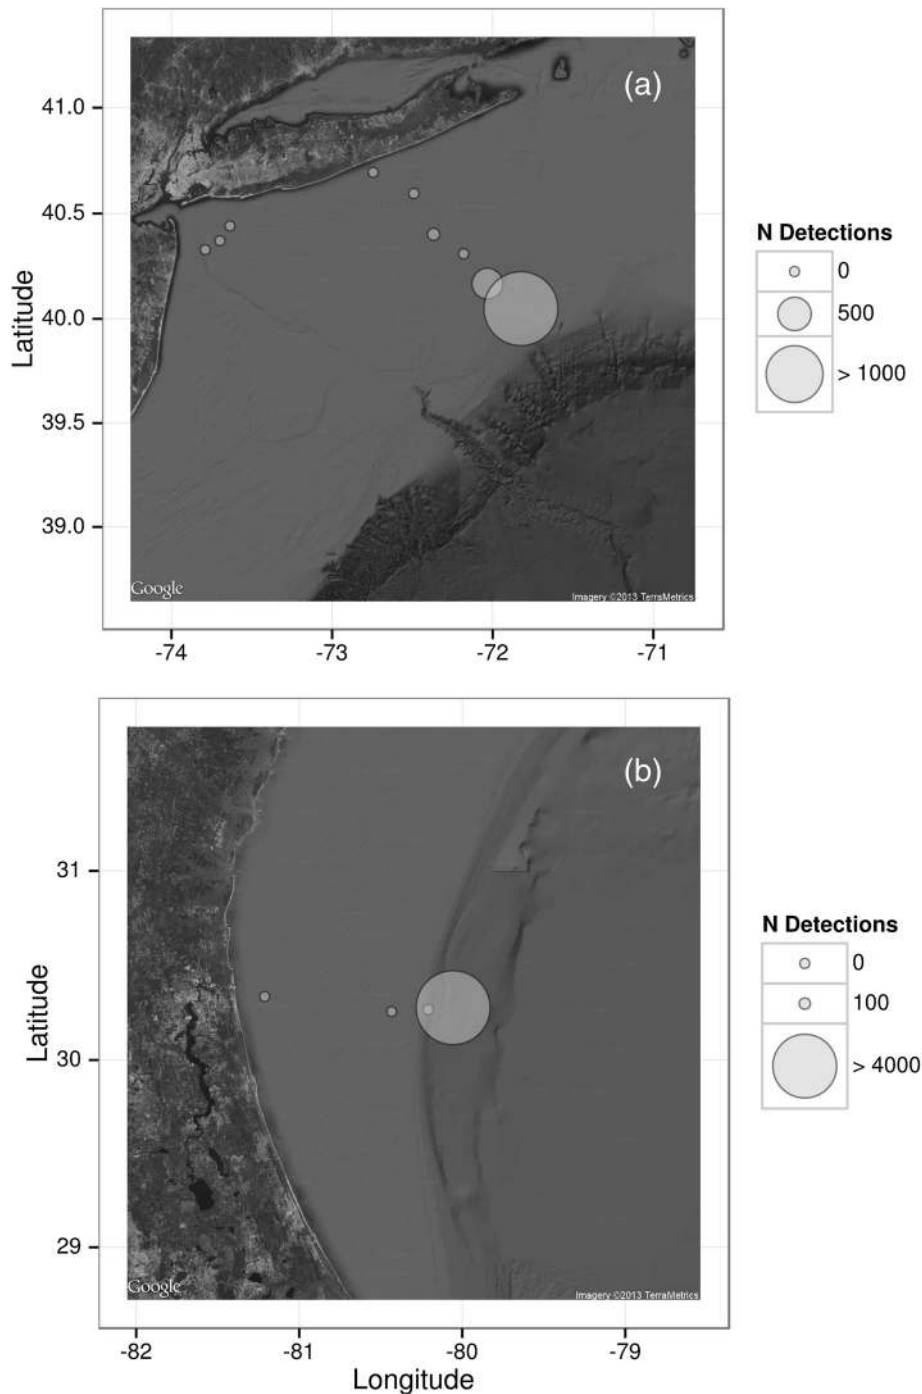 (a)
41.0
40.5
40.0
39.5
39.0
Latitude
N Detections
0
500
> 1000
Google
Imagery ©2013 TerraMetrics
-74
-73
-72
-71
(b)
31
30
29
Latitude
N Detections
0
100
> 4000
Google
Imagery ©2013 TerraMetrics
-82
-81
-80
-79
Longitude